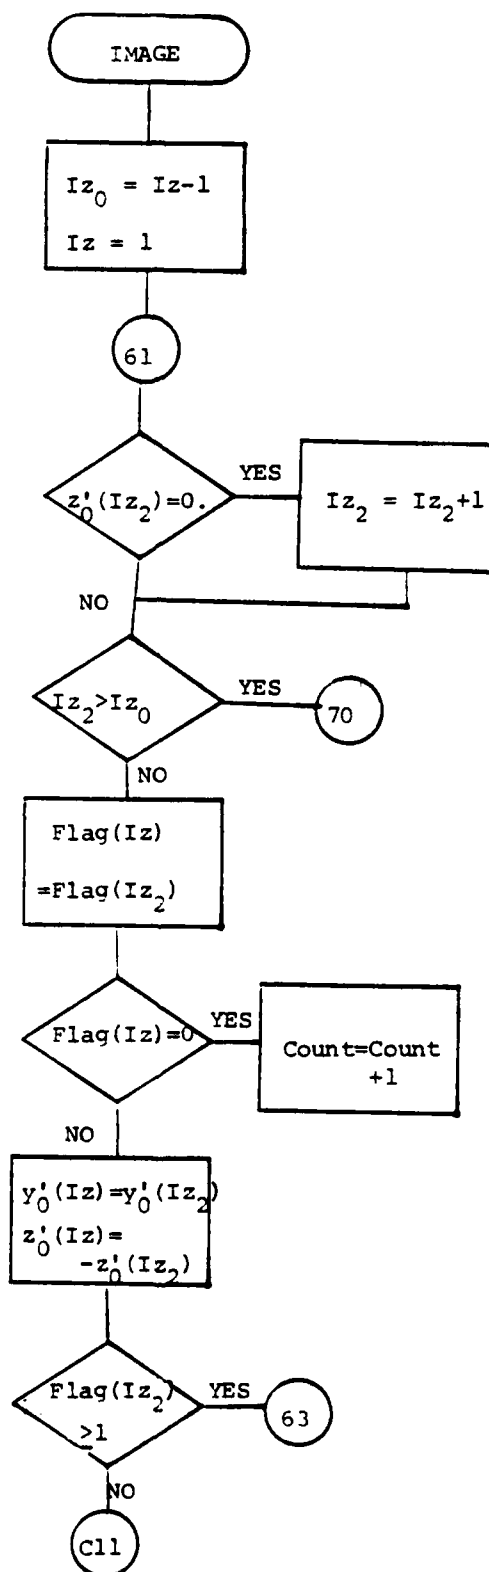 IMAGE
Iz₀ = Iz-1
Iz = 1
61
z'₀(Iz₂)=0.
YES
Iz₂ = Iz₂+1
NO
Iz₂>Iz₀
YES
70
NO
Flag(Iz)
=Flag(Iz₂)
Flag(Iz)=0
YES
Count=Count
+1
NO
y'₀(Iz)=y'₀(Iz₂)
z'₀(Iz)=
-z'₀(Iz₂)
Flag(Iz₂)
>1
YES
63
NO
C11